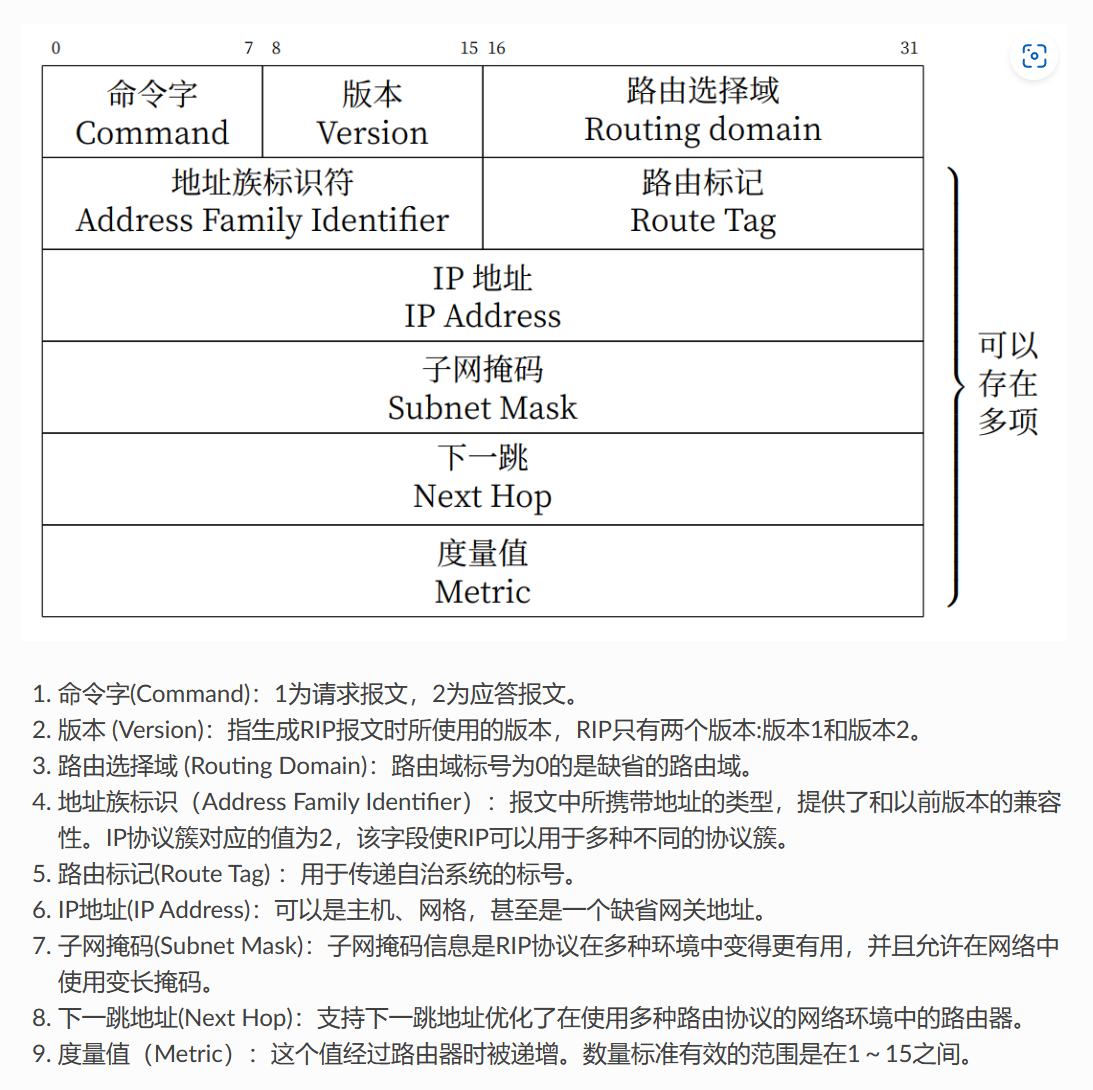 0 7 8 15 16 31
命令字 版本 路由选择域
Command Version Routing domain
地址族标识符 路由标记
Address Family Identifier Route Tag
IP 地址
IP Address
子网掩码
Subnet Mask
下一跳
Next Hop
度量值
Metric
可以
存在
多项
1. 命令字(Command)：1为请求报文，2为应答报文。
2. 版本 (Version)：指生成RIP报文时所使用的版本，RIP只有两个版本:版本1和版本2。
3. 路由选择域 (Routing Domain)：路由域标号为0的是缺省的路由域。
4. 地址族标识（Address Family Identifier）：报文中所携带地址的类型，提供了和以前版本的兼容
性。IP协议簇对应的值为2，该字段使RIP可以用于多种不同的协议簇。
5. 路由标记(Route Tag)：用于传递自治系统的标号。
6. IP地址(IP Address)：可以是主机、网格，甚至是一个缺省网关地址。
7. 子网掩码(Subnet Mask)：子网掩码信息是RIP协议在多种环境中变得更有用，并且允许在网络中
使用变长掩码。
8. 下一跳地址(Next Hop)：支持下一跳地址优化了在使用多种路由协议的网络环境中的路由器。
9. 度量值（Metric）：这个值经过路由器时被递增。数量标准有效的范围是在1 ~ 15之间。